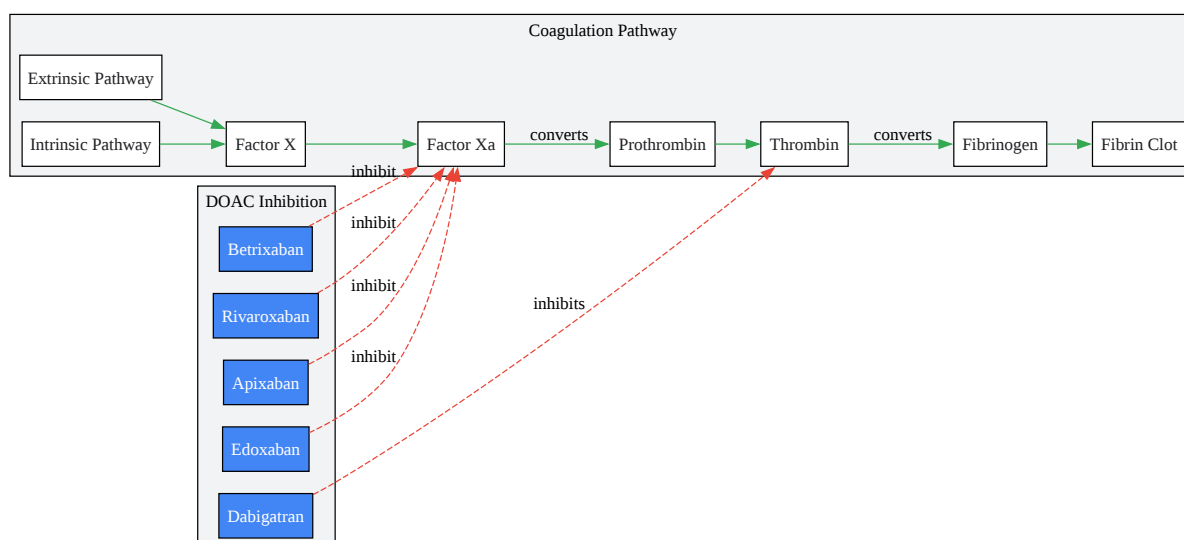 Coagulation Pathway
Extrinsic Pathway
Intrinsic Pathway
Factor X
Factor Xa
converts
Prothrombin
Thrombin
converts
Fibrinogen
Fibrin Clot
inhibit
DOAC Inhibition
inhibit
Betrixaban
inhibit
Rivaroxaban
inhibits
inhibit
Apixaban
Edoxaban
Dabigatran